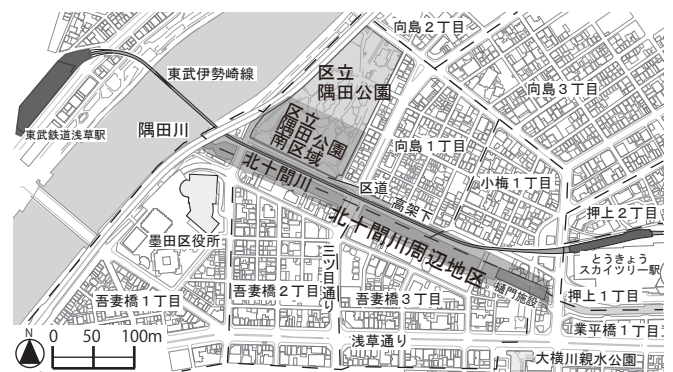 向島2丁目
区立
隅田公園
東武伊勢崎線
向島3丁目
区立
隅田公園
南区域
東武鉄道浅草駅
隅田川
向島1丁目
北十間川
区道
小梅1丁目
高架下
押上2丁目
北十間川周辺地区
墨田区役所
とうきょう
スカイツリー駅
三ツ目通り
吾妻橋2丁目
樋門施設
押上1丁目
吾妻橋1丁目
吾妻橋3丁目
業平橋1丁目
浅草通り
大横川親水公園
N
0 50 100m